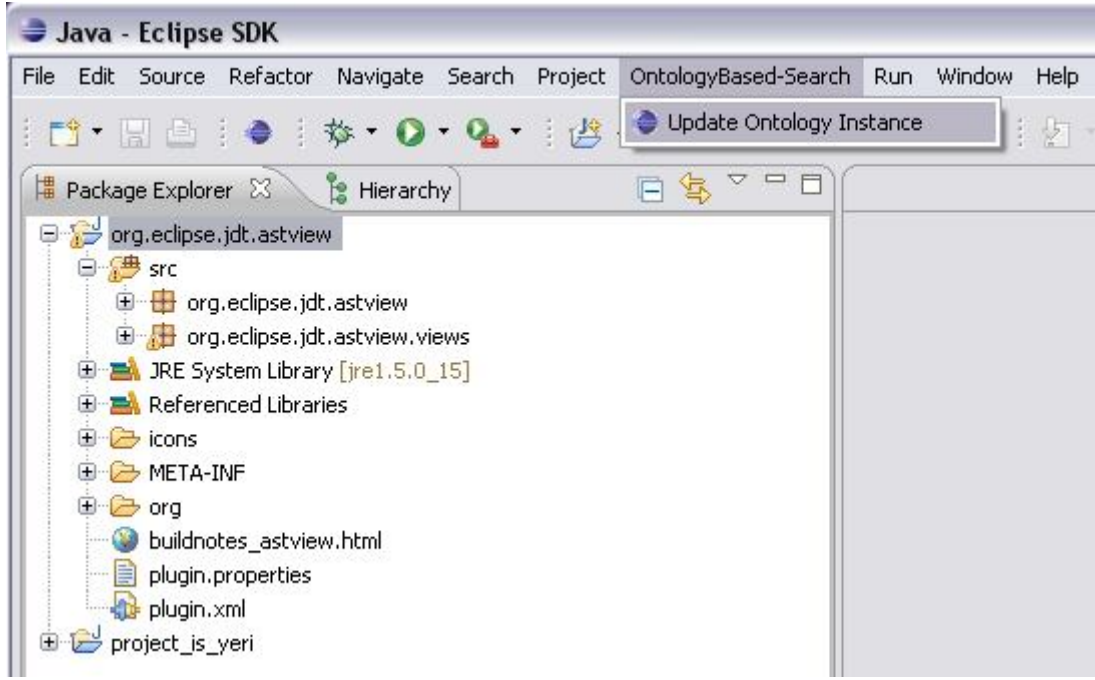 Java - Eclipse SDK
File Edit Source Refactor Navigate Search Project OntologyBased-Search Run Window Help
Update Ontology Instance
Package Explorer Hierarchy
org.eclipse.jdt.astview
src
org.eclipse.jdt.astview
org.eclipse.jdt.astview.views
JRE System Library [jre1.5.0_15]
Referenced Libraries
icons
META-INF
org
buildnotes_astview.html
plugin.properties
plugin.xml
project_is_yeri